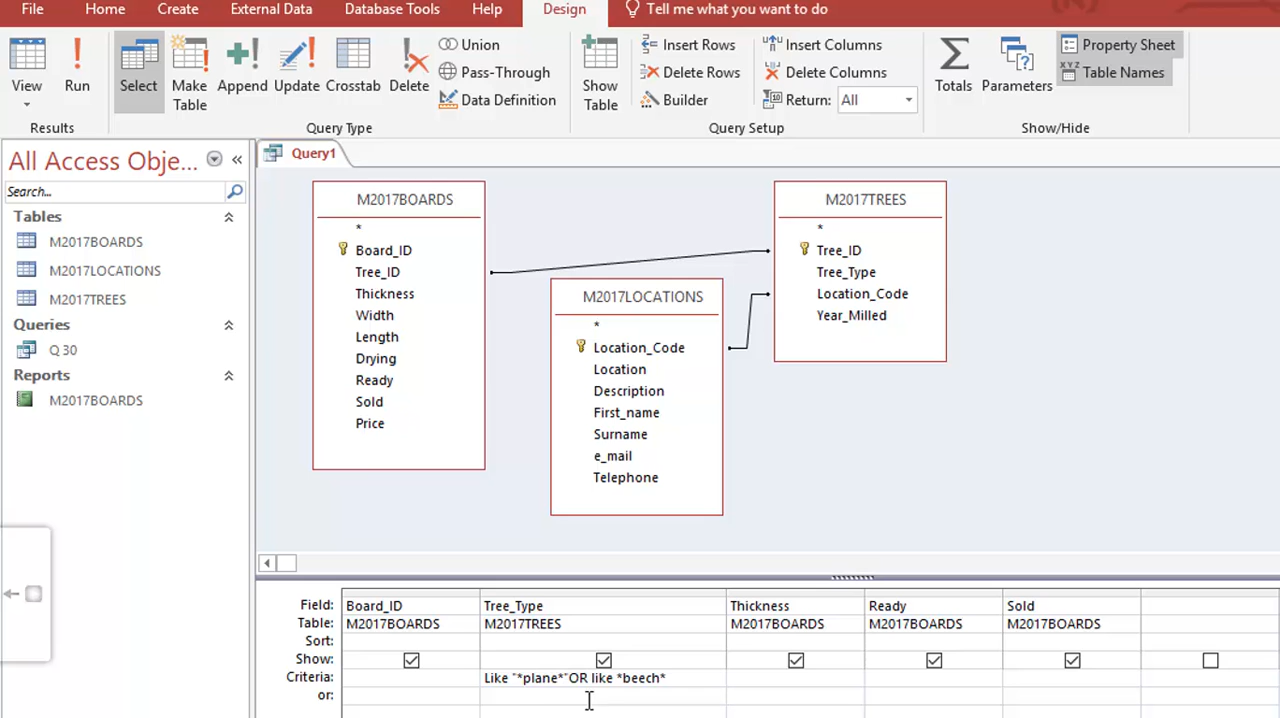 File Home Create External Data Database Tools Help Design Tell me what you want to do
View Run Select Make Table Append Update Crosstab Delete
Union
Pass-Through
Data Definition
Show Table
Insert Rows
Delete Rows
Builder
Insert Columns
Delete Columns
Return: All
Totals Parameters
Property Sheet
XYZ Table Names
Results Query Type Query Setup Show/Hide
All Access Obje... «
Search...
Tables
M2017BOARDS
M2017LOCATIONS
M2017TREES
Queries
Q 30
Reports
M2017BOARDS
Query1
M2017BOARDS
*
Board_ID
Tree_ID
Thickness
Width
Length
Drying
Ready
Sold
Price
M2017LOCATIONS
*
Location_Code
Location
Description
First_name
Surname
e_mail
Telephone
M2017TREES
*
Tree_ID
Tree_Type
Location_Code
Year_Milled
Field: Board_ID Tree_Type Thickness Ready Sold
Table: M2017BOARDS M2017TREES M2017BOARDS M2017BOARDS M2017BOARDS
Sort:
Show:
Criteria: Like "*plane*"OR like *beech*
or: